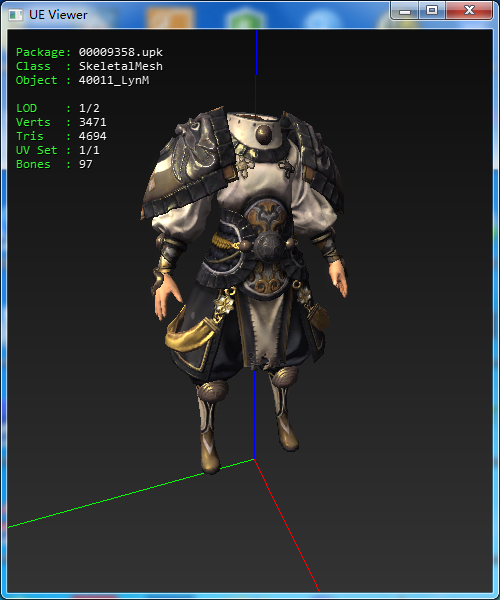 UE Viewer
Package: 00009358.upk
Class : SkeletalMesh
Object : 40011_LynM
LOD : 1/2
Verts : 3471
Tris : 4694
UV Set : 1/1
Bones : 97